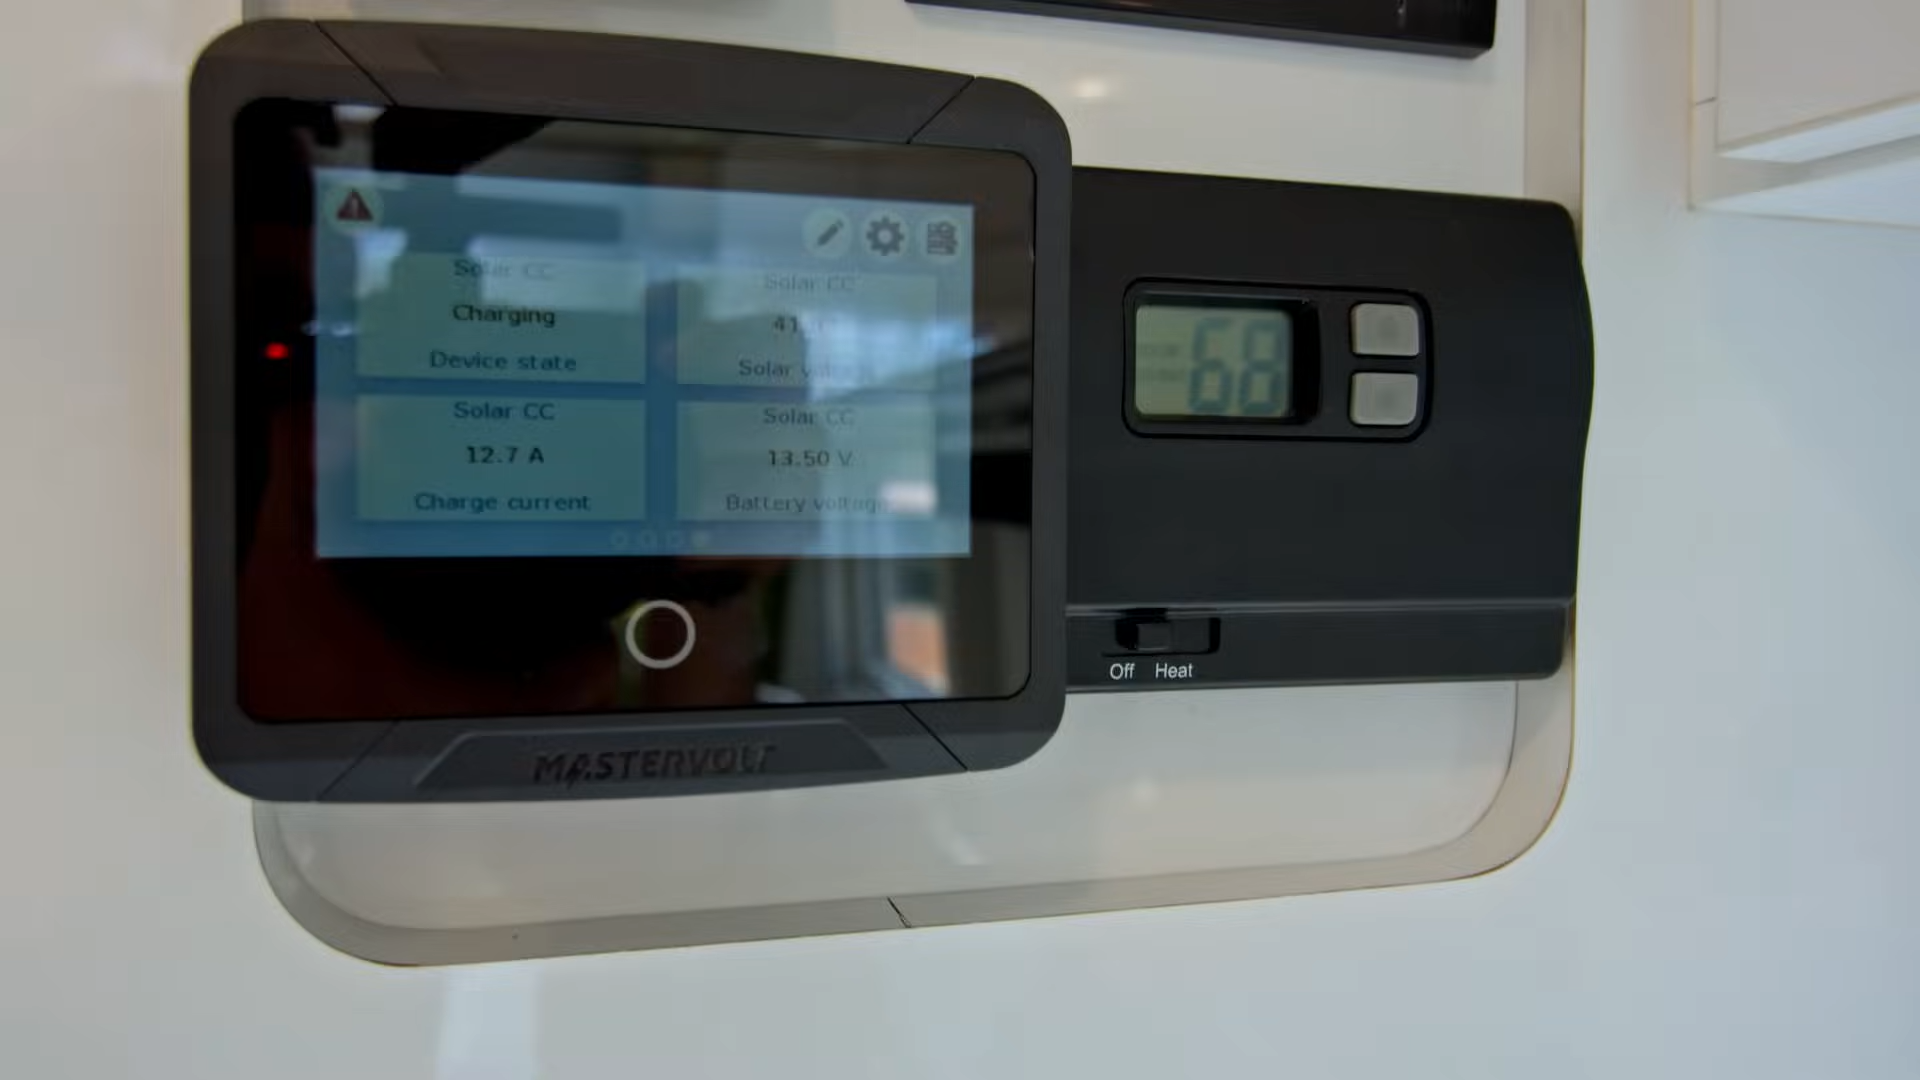 Solar CC
Charging
Device state
Solar CC
41
Solar
Solar CC
12.7 A
Charge current
Solar CC
13.50 V
Battery voltage
MASTERVOLT
68
Off Heat